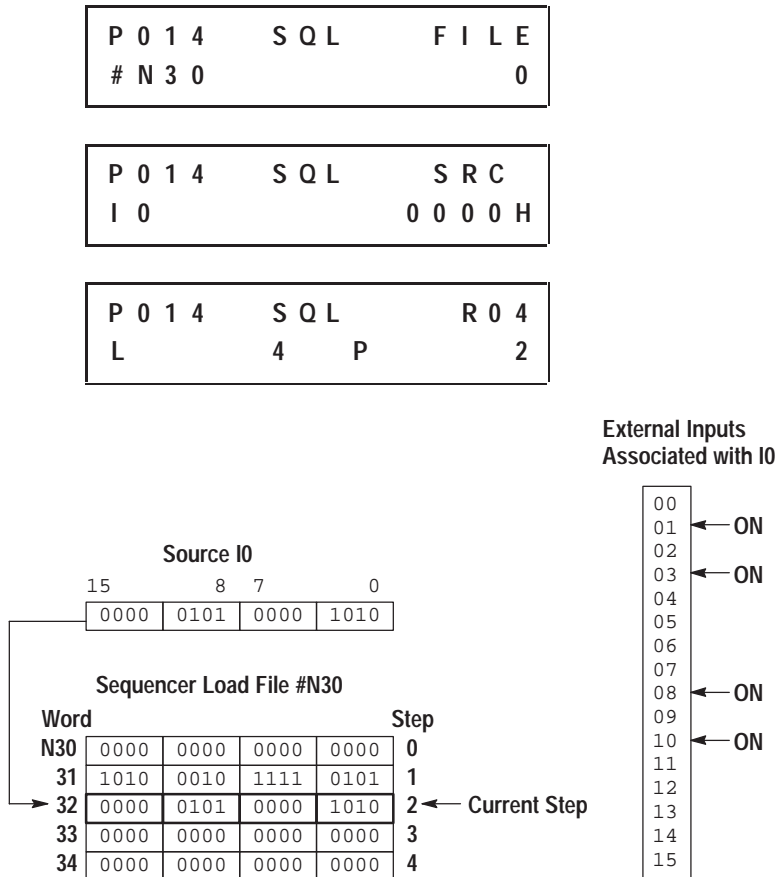 P014 SQL FILE
#N30 0
P014 SQL SRC
I0 0000H
P014 SQL R04
L 4 P 2
External Inputs
Associated with I0
00
01 ON
02
03 ON
04
05
06
07
08 ON
09
10 ON
11
12
13
14
15
Source I0
15 8 7 0
0000 0101 0000 1010
Sequencer Load File #N30
Word Step
N30 0000 0000 0000 0000 0
31 1010 0010 1111 0101 1
32 0000 0101 0000 1010 2 Current Step
33 0000 0000 0000 0000 3
34 0000 0000 0000 0000 4